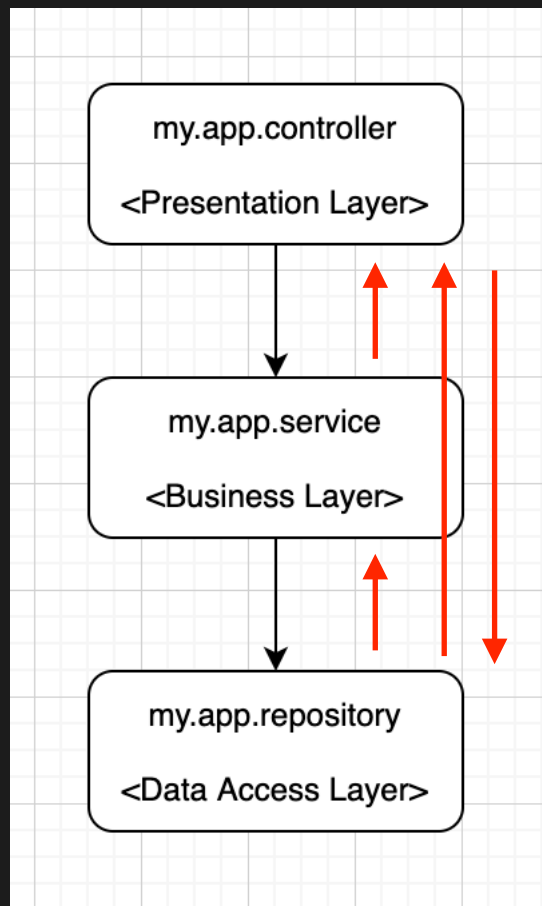 my.app.controller
<Presentation Layer>
my.app.service
<Business Layer>
my.app.repository
<Data Access Layer>